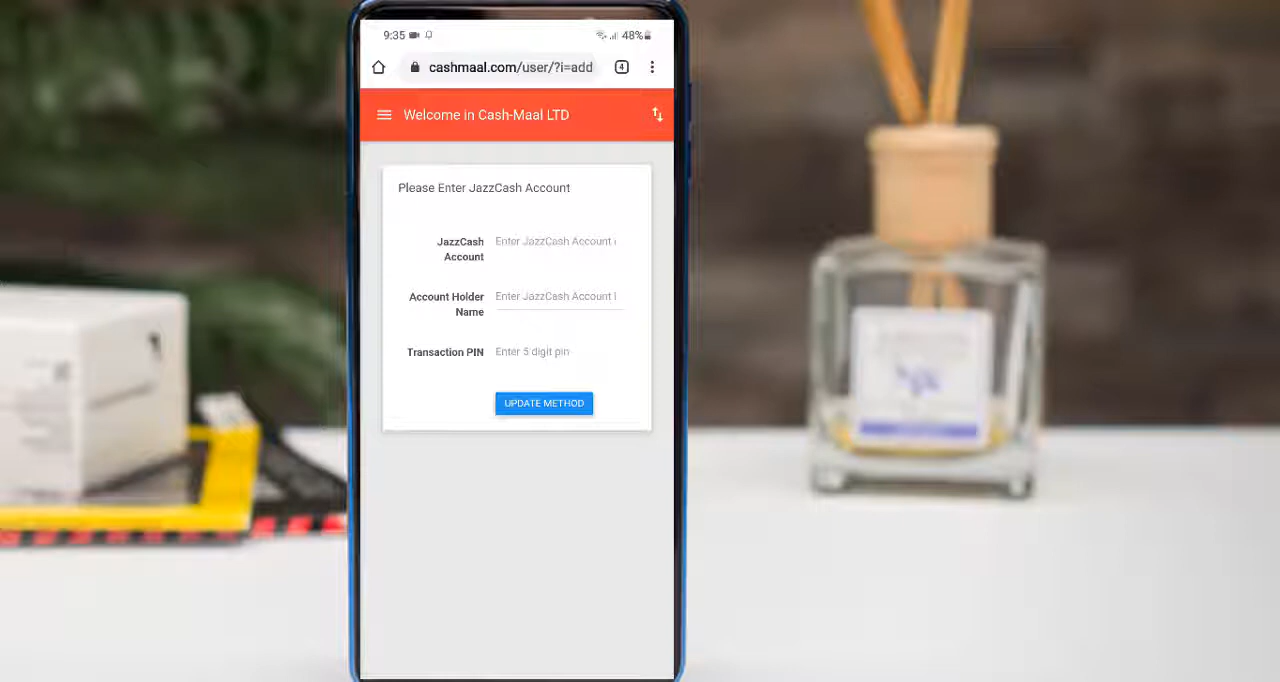 9:35
48%
cashmaal.com/user/?i=add
4
Welcome in Cash-Maal LTD
Please Enter JazzCash Account
JazzCash Account
Enter JazzCash Account
Account Holder Name
Enter JazzCash Account
Transaction PIN
Enter 5 digit pin
UPDATE METHOD